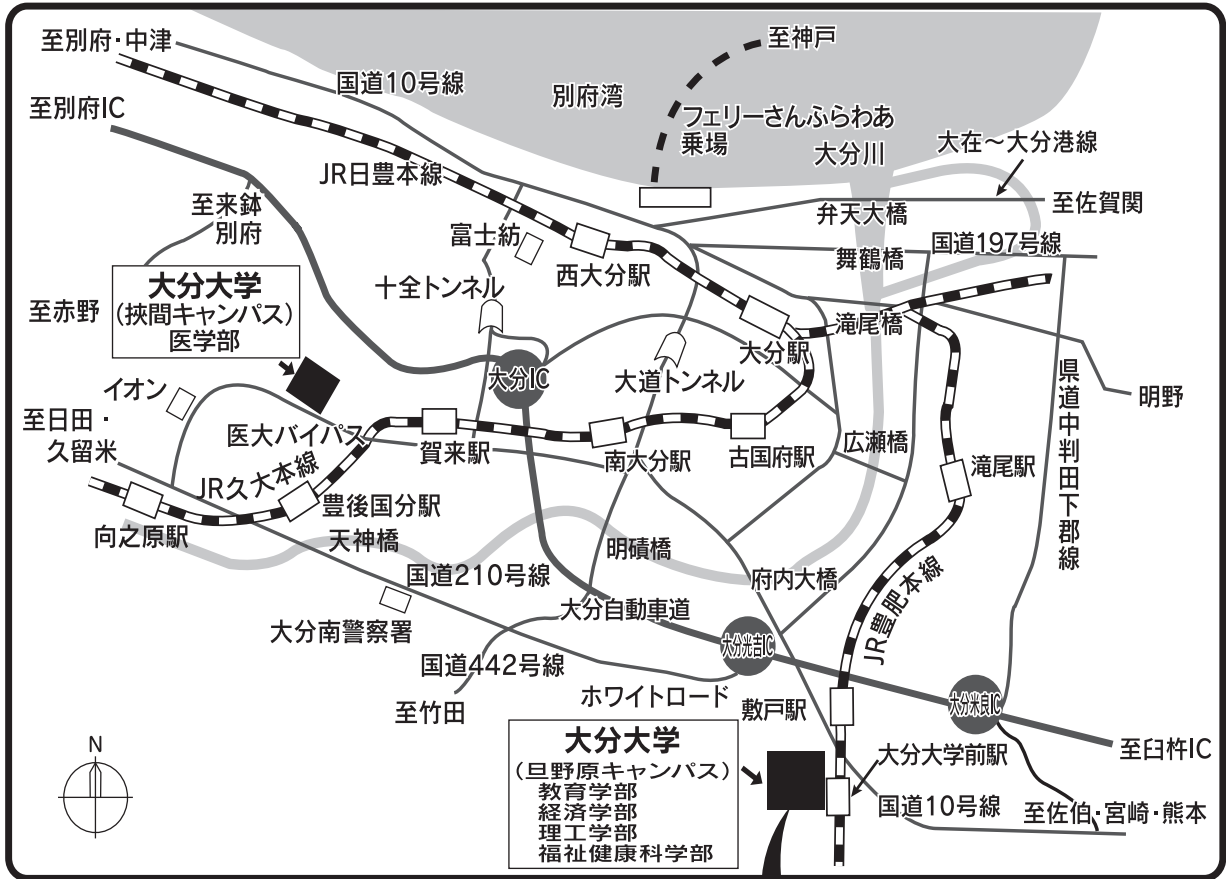 至別府・中津
国道10号線
至別府IC
JR日豊本線
別府湾
至神戸
フェリーさんふらわあ
乗場
大分川
大在～大分港線
至佐賀関
弁天大橋
国道197号線
舞鶴橋
至来鉢
別府
富士紡
西大分駅
十全トンネル
大分大学
(挾間キャンパス)
医学部
至赤野
大分駅
滝尾橋
大分IC
大道トンネル
明野
県道中判田下郡線
イオン
至日田・
久留米
医大バイパス
賀来駅
南大分駅
古国府駅
広瀬橋
滝尾駅
JR久大本線
豊後国分駅
向之原駅
天神橋
明磧橋
府内大橋
国道210号線
大分自動車道
JR豊肥本線
大分南警察署
国道442号線
大分光吉IC
大分米良IC
至竹田
ホワイトロード
敷戸駅
至臼杵IC
大分大学
(旦野原キャンパス)
教育学部
経済学部
理工学部
福祉健康科学部
大分大学前駅
国道10号線
至佐伯・宮崎・熊本
N